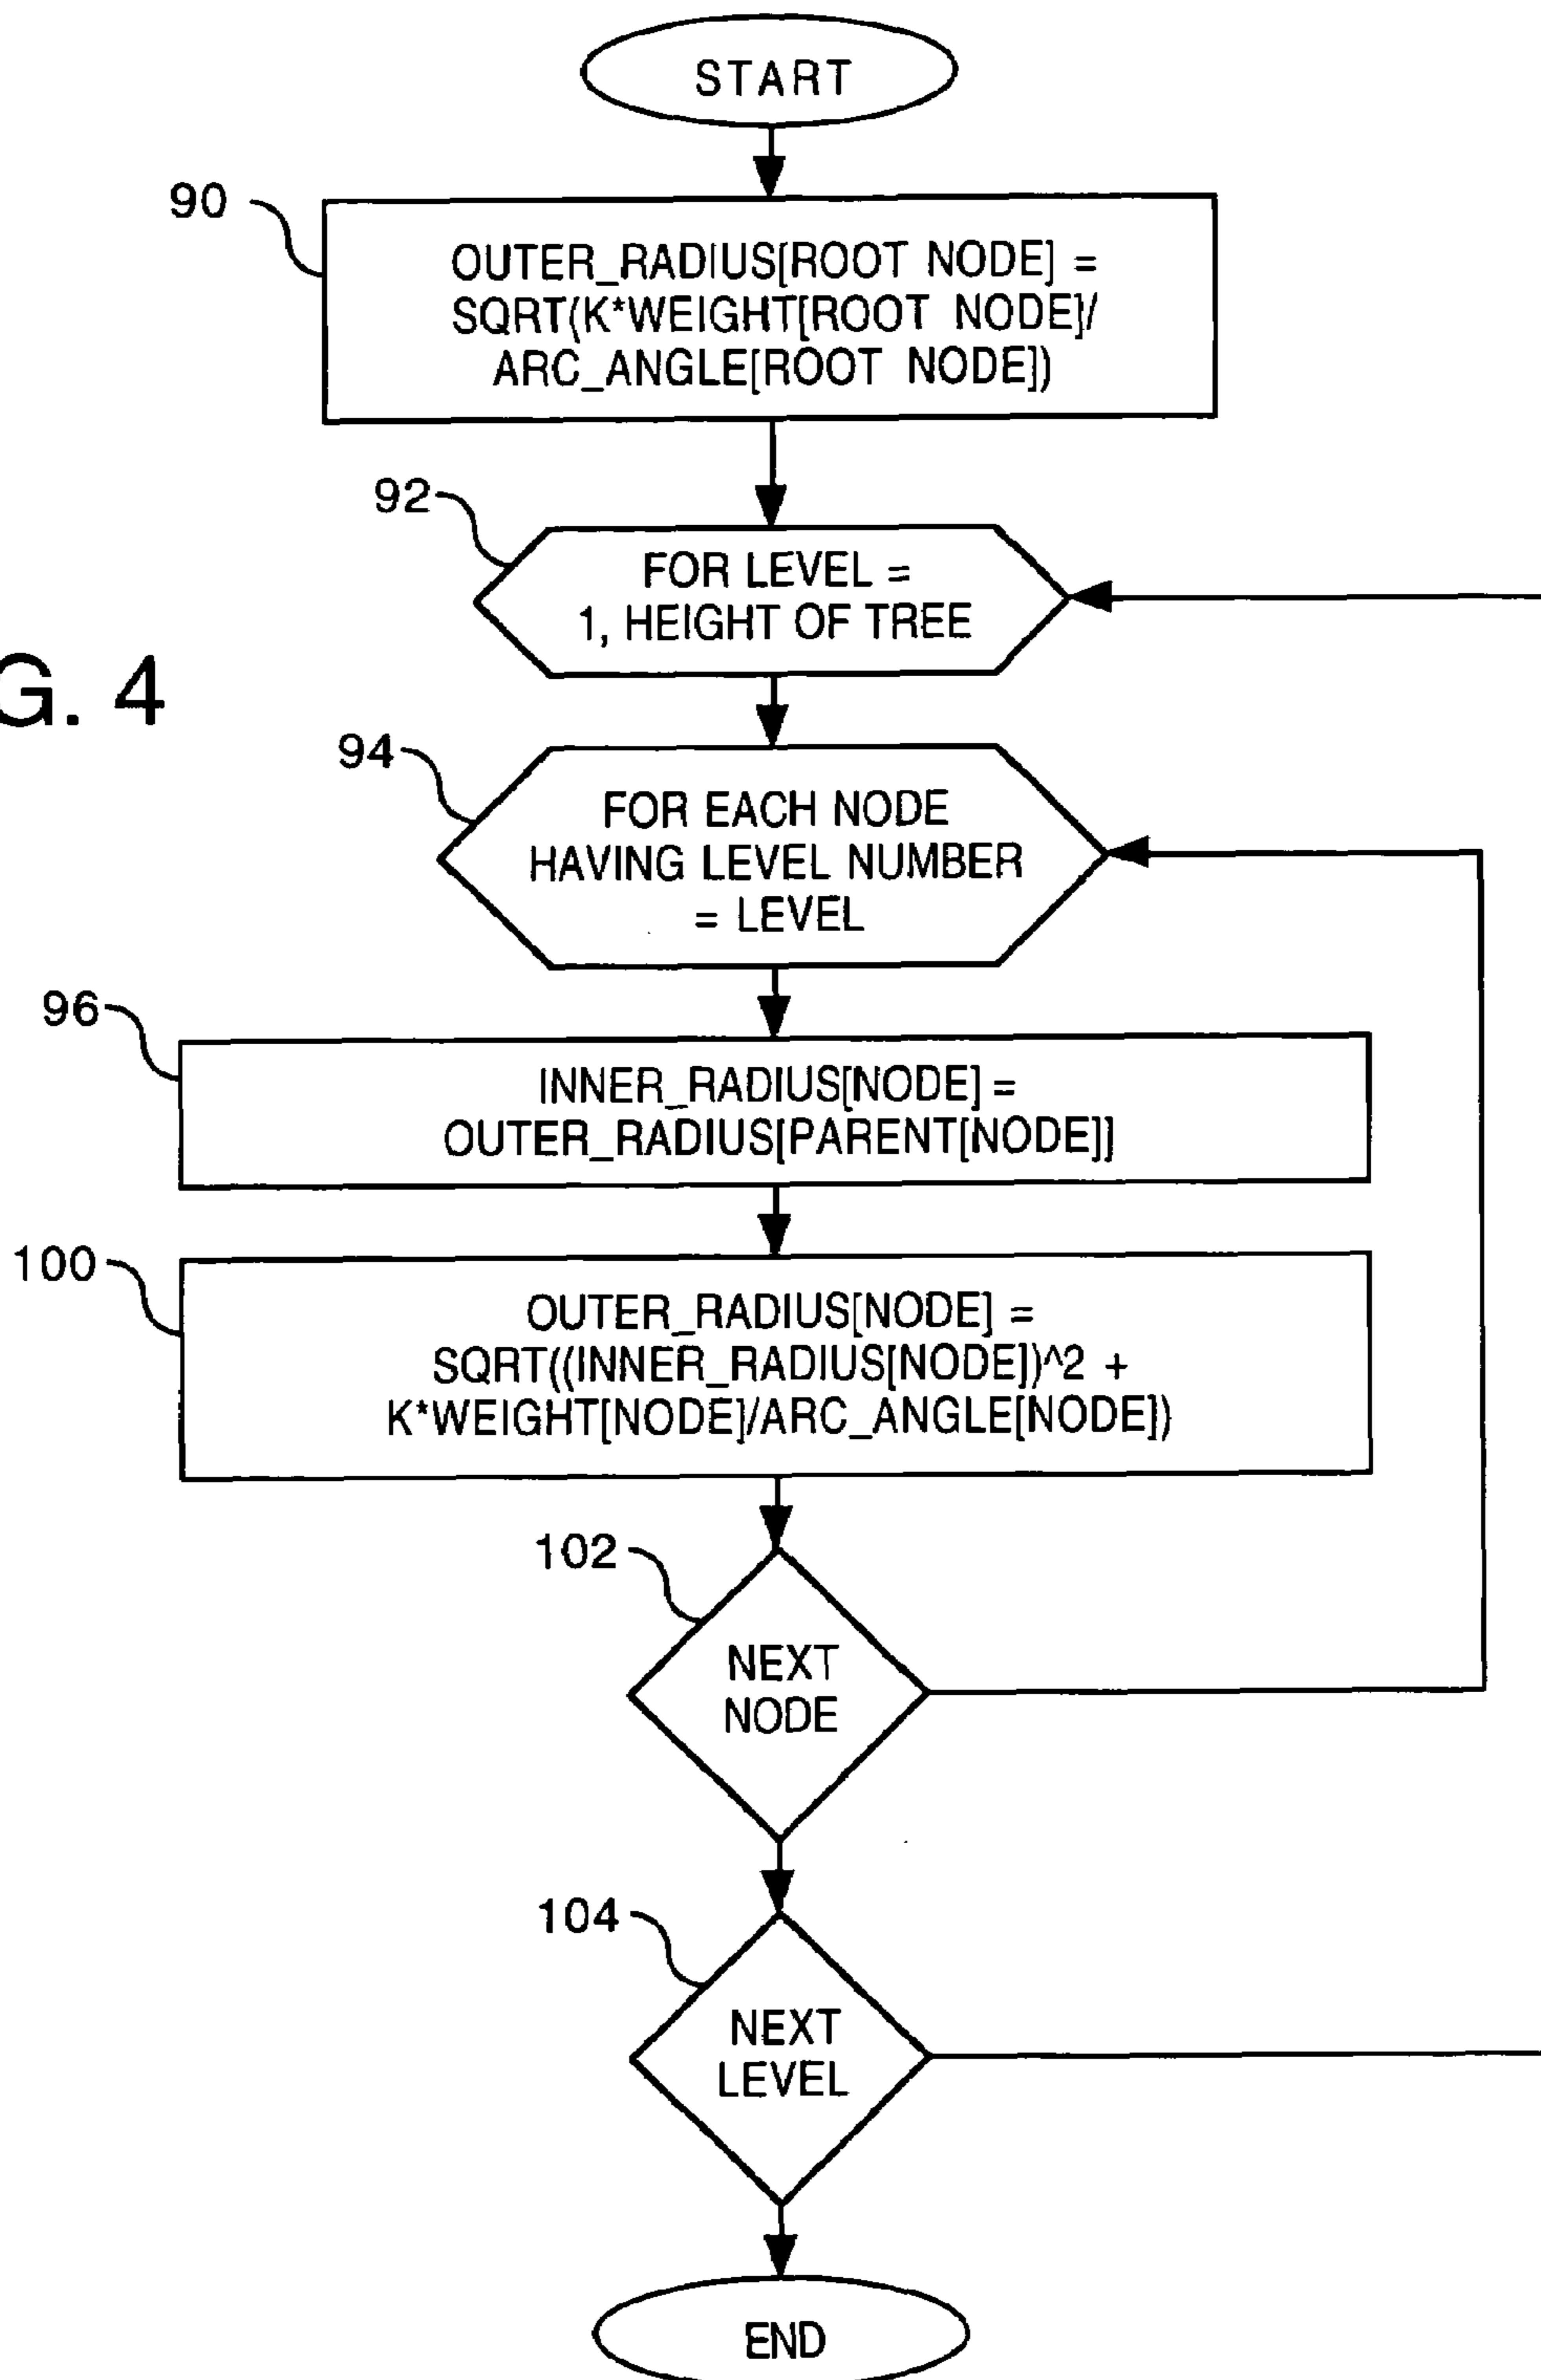 START
90
OUTER_RADIUS[ROOT NODE] =
SQRT(K*WEIGHT[ROOT NODE]/
ARC_ANGLE[ROOT NODE])
92
FOR LEVEL =
1, HEIGHT OF TREE
G. 4
94
FOR EACH NODE
HAVING LEVEL NUMBER
= LEVEL
96
INNER_RADIUS[NODE] =
OUTER_RADIUS[PARENT[NODE]]
100
OUTER_RADIUS[NODE] =
SQRT((INNER_RADIUS[NODE])^2 +
K*WEIGHT[NODE]/ARC_ANGLE[NODE])
102
NEXT
NODE
104
NEXT
LEVEL
END